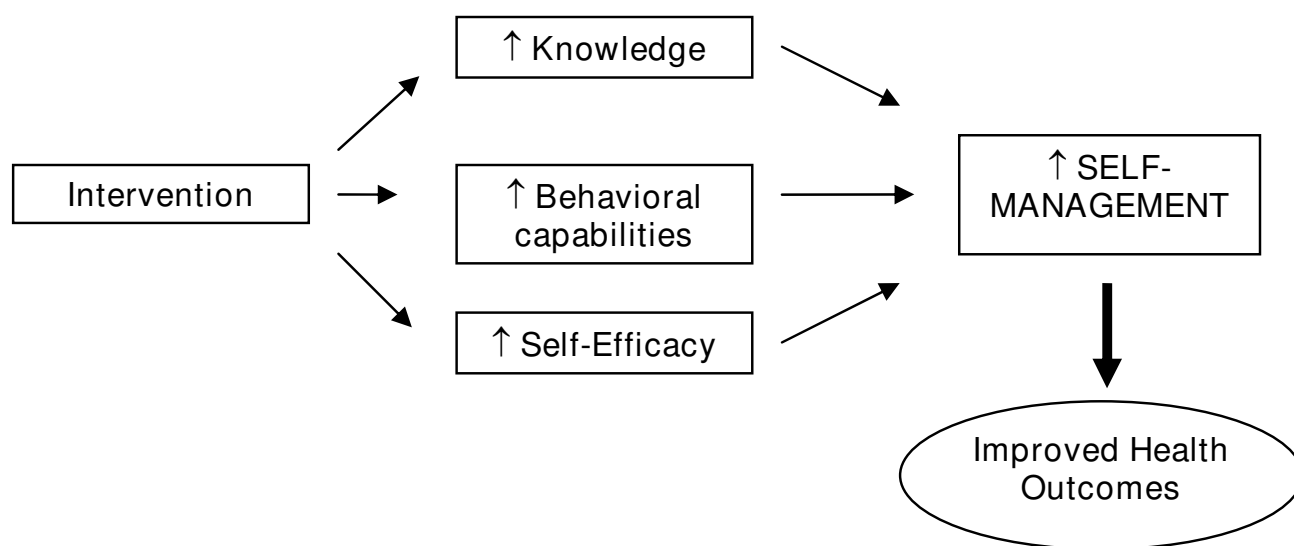 ↑ Knowledge
Intervention
↑ Behavioral
capabilities
↑ Self-Efficacy
↑ SELF-
MANAGEMENT
Improved Health
Outcomes